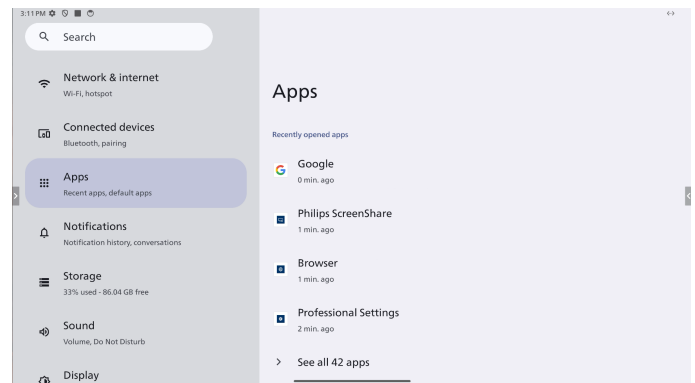 3:11 PM
Search
Network & internet
Wi-Fi, hotspot
Connected devices
Bluetooth, pairing
Apps
Recent apps, default apps
Notifications
Notification history, conversations
Storage
33% used - 86.04 GB free
Sound
Volume, Do Not Disturb
Display
Apps
Recently opened apps
Google
0 min. ago
Philips ScreenShare
1 min. ago
Browser
1 min. ago
Professional Settings
2 min. ago
See all 42 apps